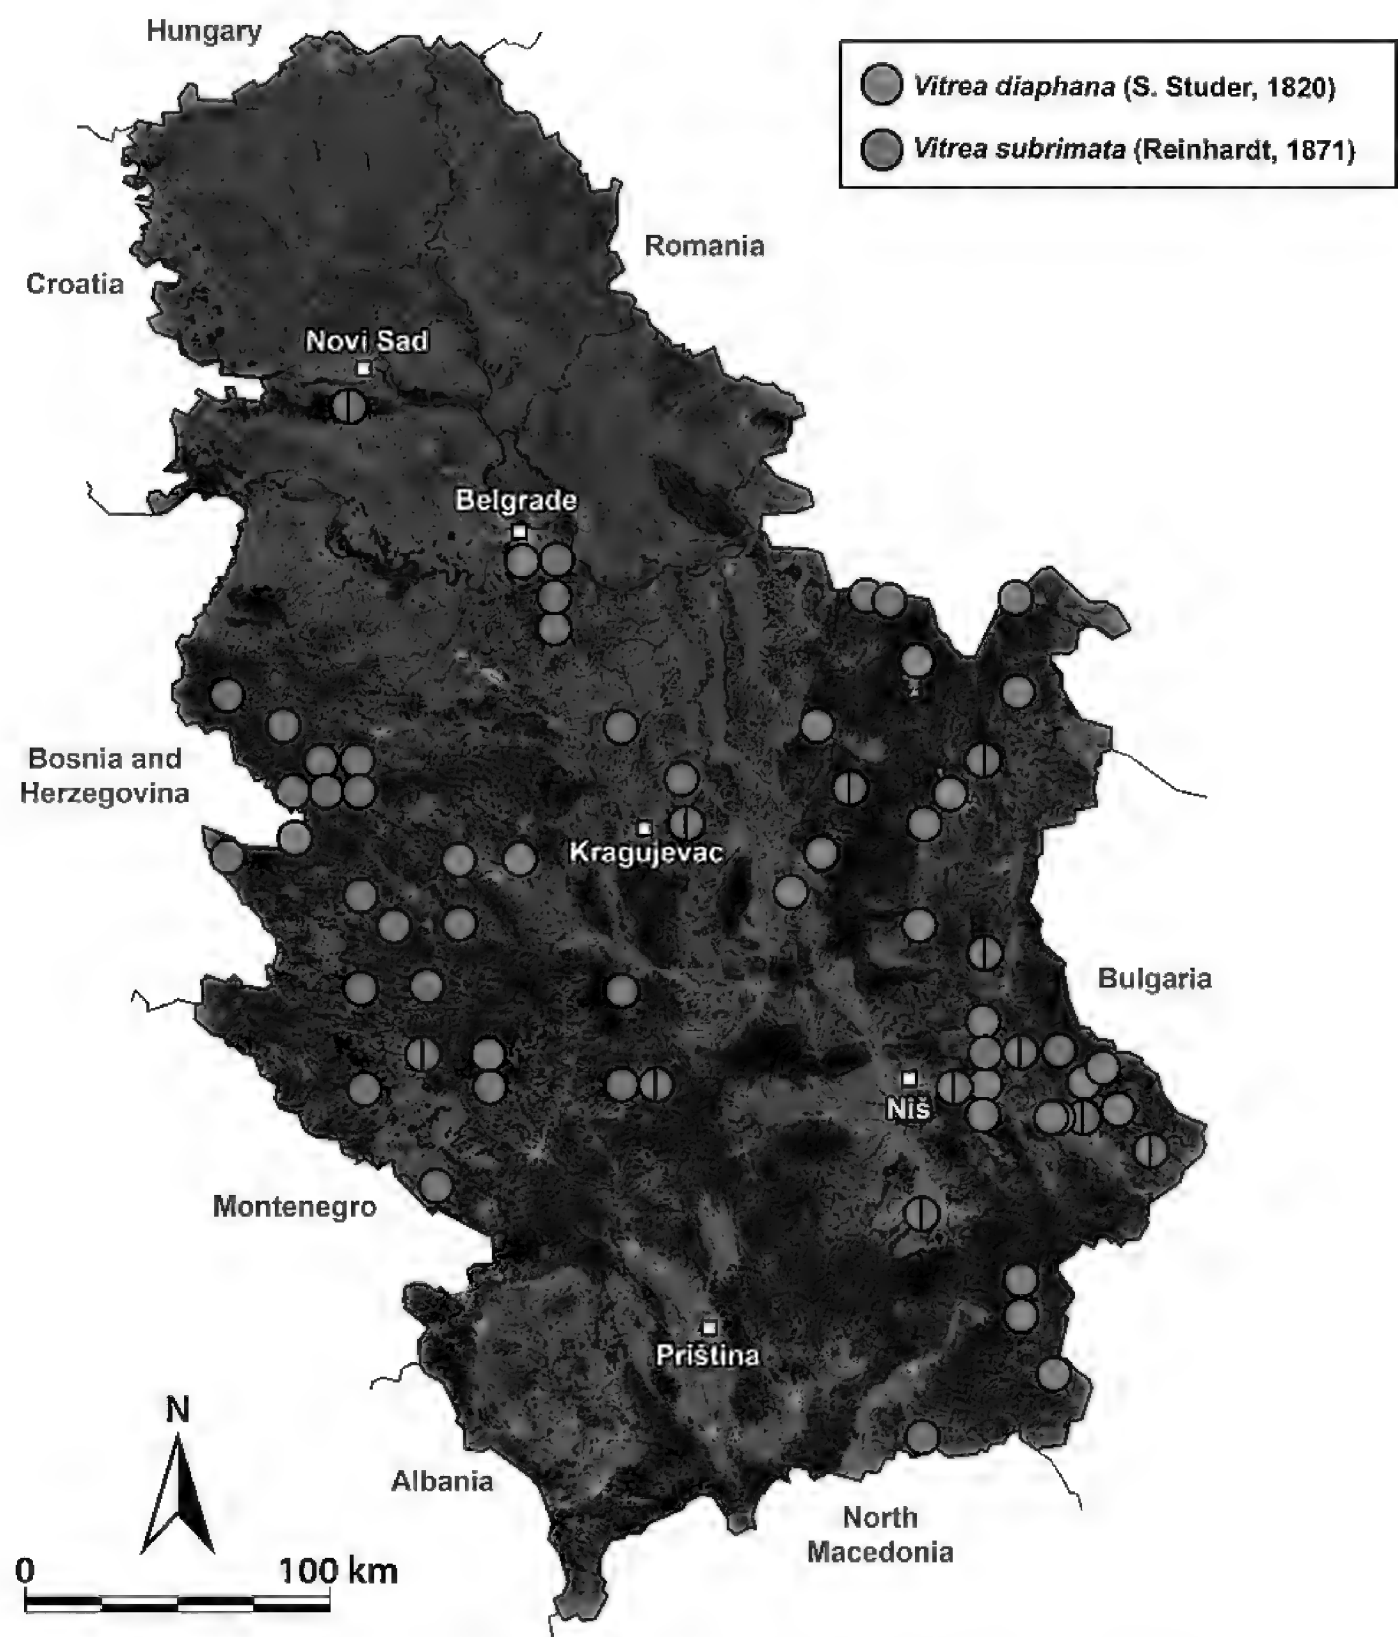 Hungary
Vitrea diaphana (S. Studer, 1820)
Vitrea subrimata (Reinhardt, 1871)
Romania
Croatia
Novi Sad
Belgrade
Bosnia and
Herzegovina
Kragujevac
Bulgaria
Niš
Montenegro
Priština
N
Albania
North
Macedonia
0
100 km